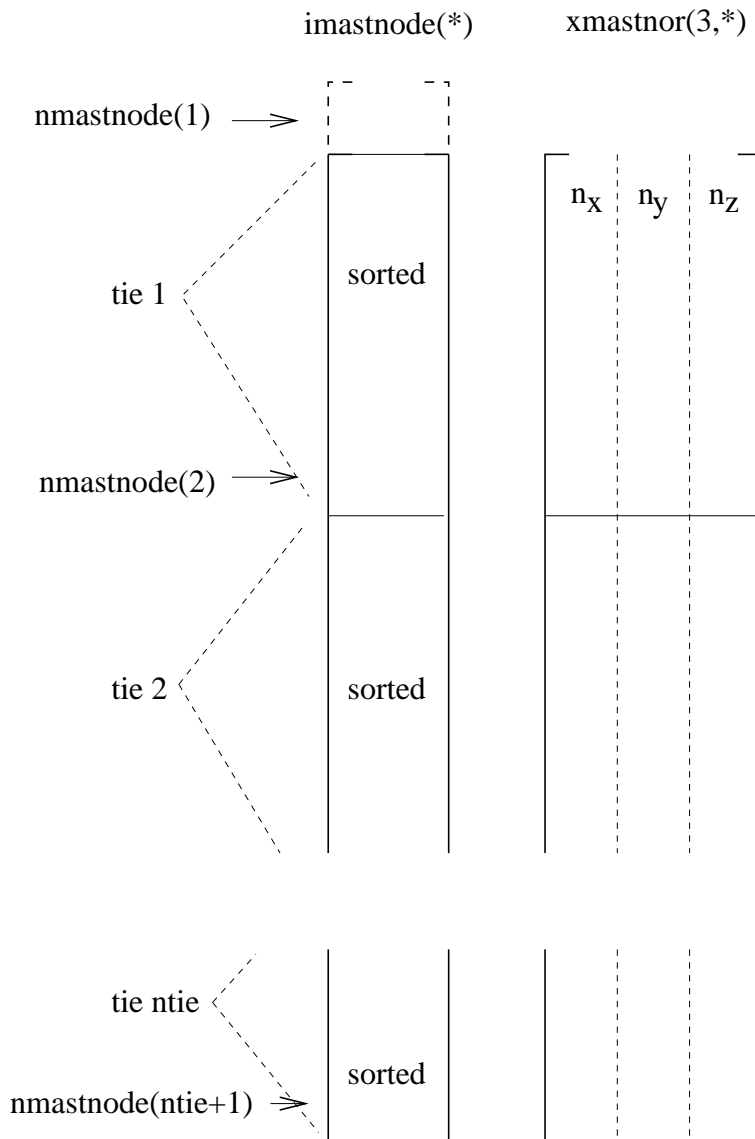 imastnode(*) xmastnor(3,*)
nmastnode(1)
n_x n_y n_z
sorted
tie 1
nmastnode(2)
tie 2 sorted
tie ntie
sorted
nmastnode(ntie+1)